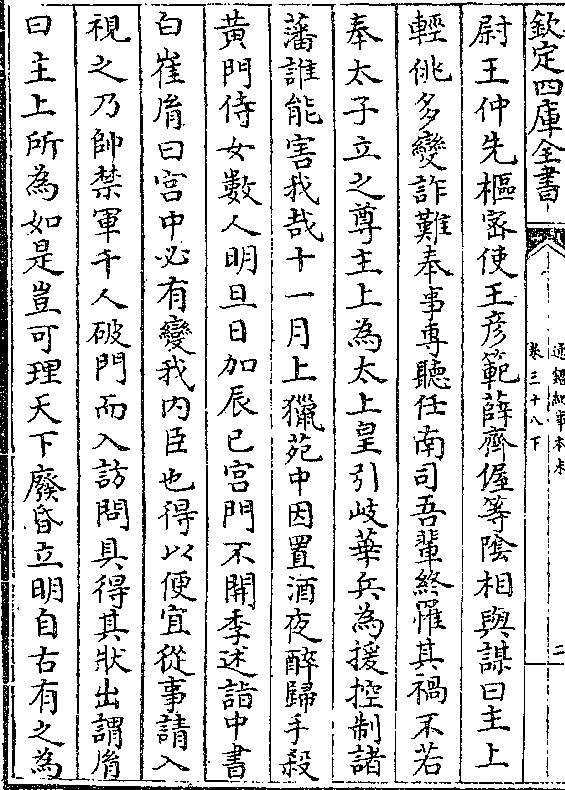 欽定四庫全書
通鑑紀事本末
卷三十八下
二
尉王仲先樞宻使王彦範薛齊偓等隂相與謀曰主上
輕佻多變詐難奉事專聽任南司吾輩終罹其禍不若
奉太子立之尊主上為太上皇引岐華兵為援控制諸
藩誰能害我哉十一月上獵苑中因置酒夜醉歸手殺
黄門侍女數人明旦日加辰巳宫門不開季述詣中書
白崔𦙍曰宫中必有變我内臣也得以便宜從事請入
視之乃帥禁軍千人破門而入訪問具得其狀出謂𦙍
曰主上所為如是豈可理天下廢昏立明自古有之為